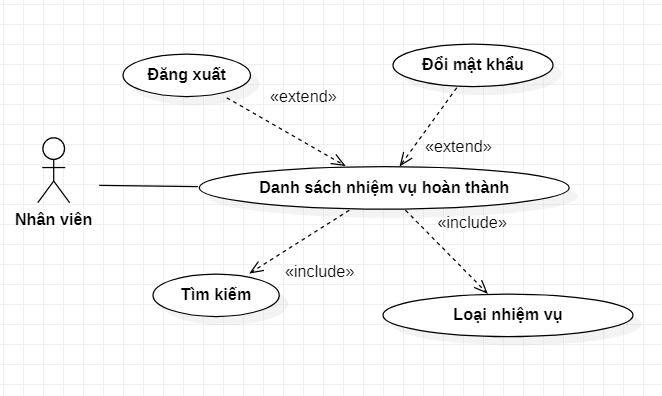 Đăng xuất
Đổi mật khẩu
«extend»
«extend»
Danh sách nhiệm vụ hoàn thành
Nhân viên
«include»
«include»
Tìm kiếm
Loại nhiệm vụ